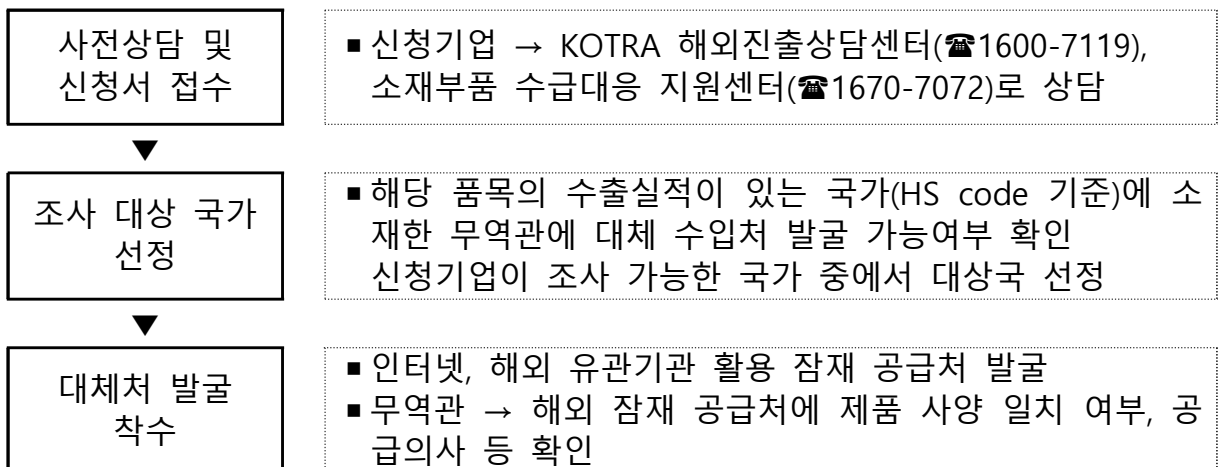 사전상담 및
신청서 접수
▪신청기업 → KOTRA 해외진출상담센터(☎1600-7119),
소재부품 수급대응 지원센터(☎1670-7072)로 상담
▼
조사 대상 국가
선정
▪해당 품목의 수출실적이 있는 국가(HS code 기준)에 소
재한 무역관에 대체 수입처 발굴 가능여부 확인
신청기업이 조사 가능한 국가 중에서 대상국 선정
▼
대체처 발굴
착수
▪인터넷, 해외 유관기관 활용 잠재 공급처 발굴
▪무역관 → 해외 잠재 공급처에 제품 사양 일치 여부, 공
급의사 등 확인